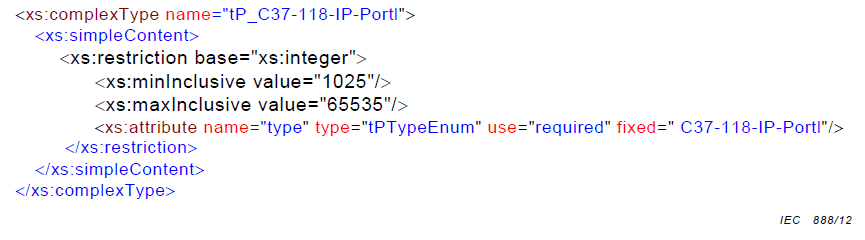 <xs:complexType name="tP_C37-118-IP-Portl">
<xs:simpleContent>
<xs:restriction base="xs:integer">
<xs:minInclusive value="1025"/>
<xs:maxInclusive value="65535"/>
<xs:attribute name="type" type="tPTypeEnum" use="required" fixed=" C37-118-IP-Portl"/>
</xs:restriction>
</xs:simpleContent>
</xs:complexType>
IEC 888/12